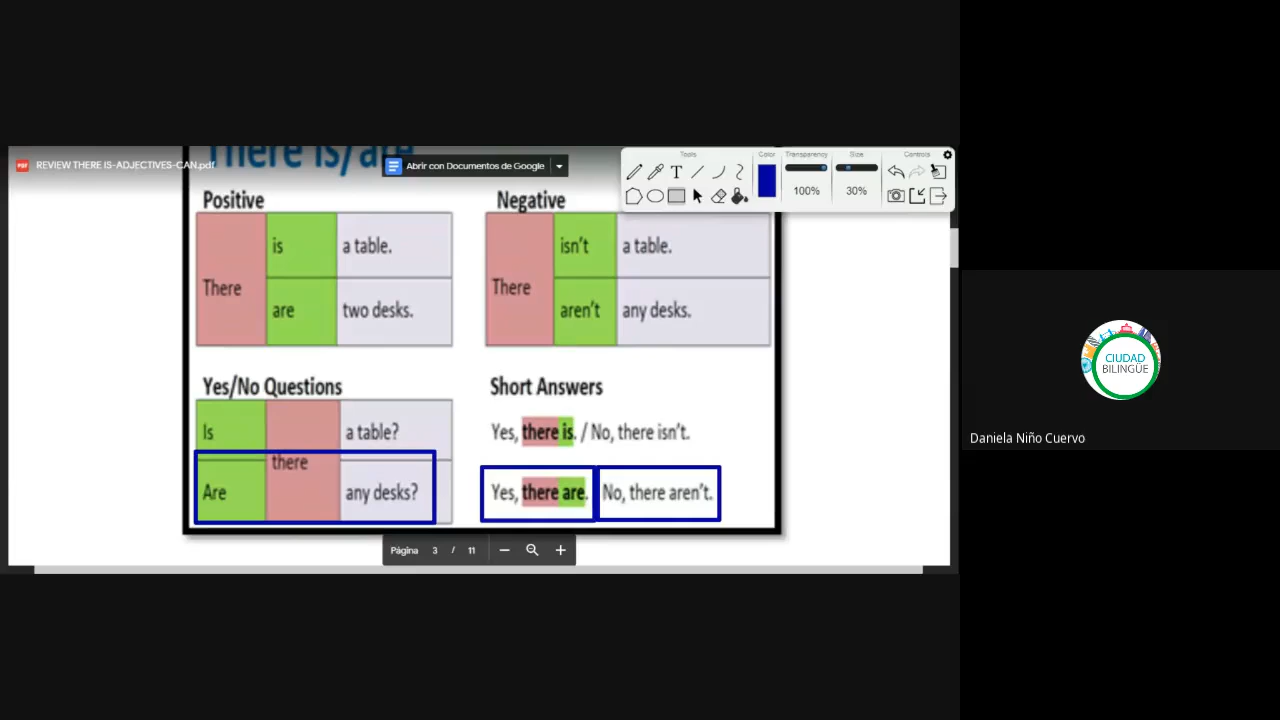 There is/are
REVIEW THERE IS-ADJECTIVES-CAN.pdf
Abrir con Documentos de Google
Tools
Color
Transparency
Size
Controls
100%
30%
Positive
There
is
a table.
are
two desks.
Negative
There
isn't
a table.
aren't
any desks.
Yes/No Questions
Is
there
a table?
Are
any desks?
Short Answers
Yes, there is. / No, there isn't.
Yes, there are. No, there aren't.
Página 3 / 11
CIUDAD
BILINGÜE
Daniela Niño Cuervo